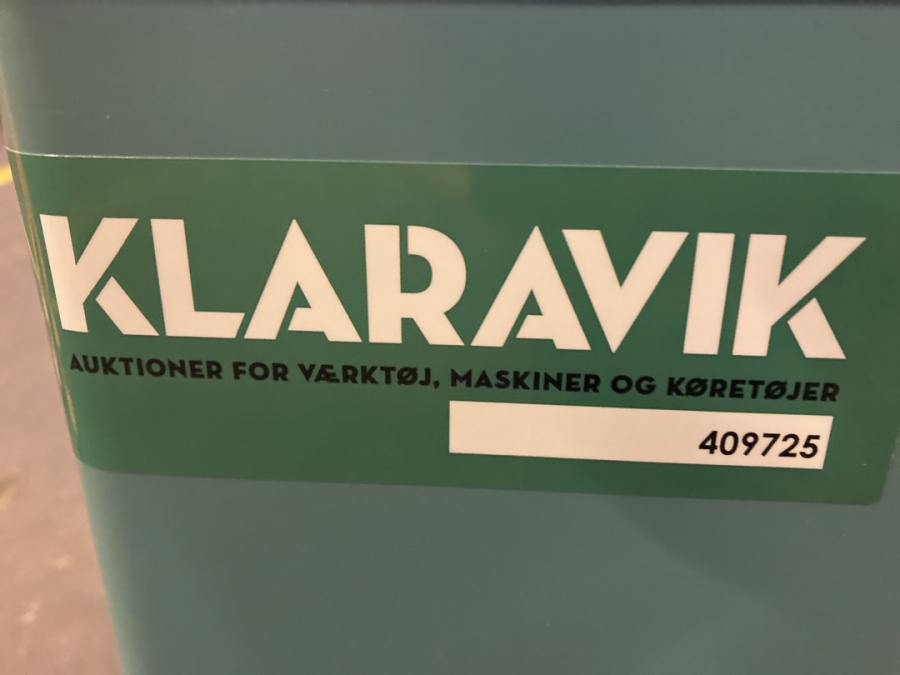 KLARAVIK
AUKTIONER FOR VÆRKTØJ, MASKINER OG KØRETØJER
409725